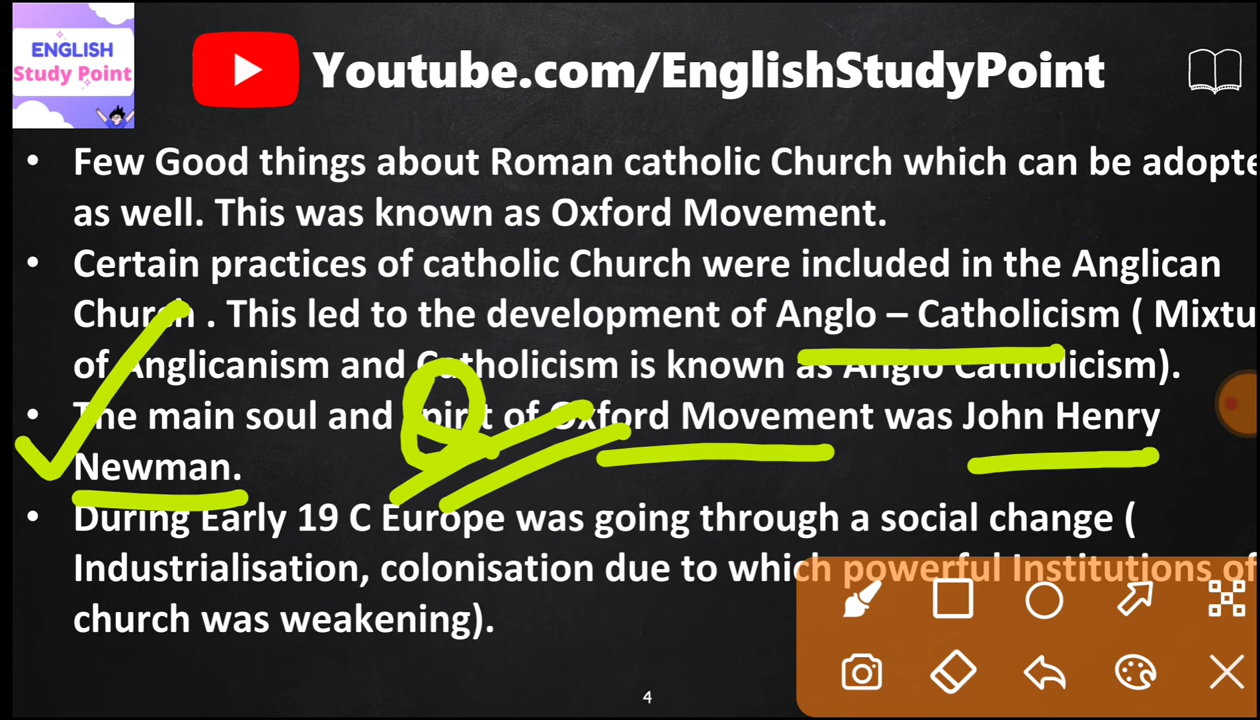 ENGLISH
Study Point
Youtube.com/EnglishStudyPoint
• Few Good things about Roman catholic Church which can be adopte
as well. This was known as Oxford Movement.
• Certain practices of catholic Church were included in the Anglican
Church . This led to the development of Anglo – Catholicism ( Mixtu
of Anglicanism and Catholicism is known as Anglo Catholicism).
• The main soul and spirit of Oxford Movement was John Henry
Newman.
• During Early 19 C Europe was going through a social change (
Industrialisation, colonisation due to which powerful Institutions of
church was weakening).
4